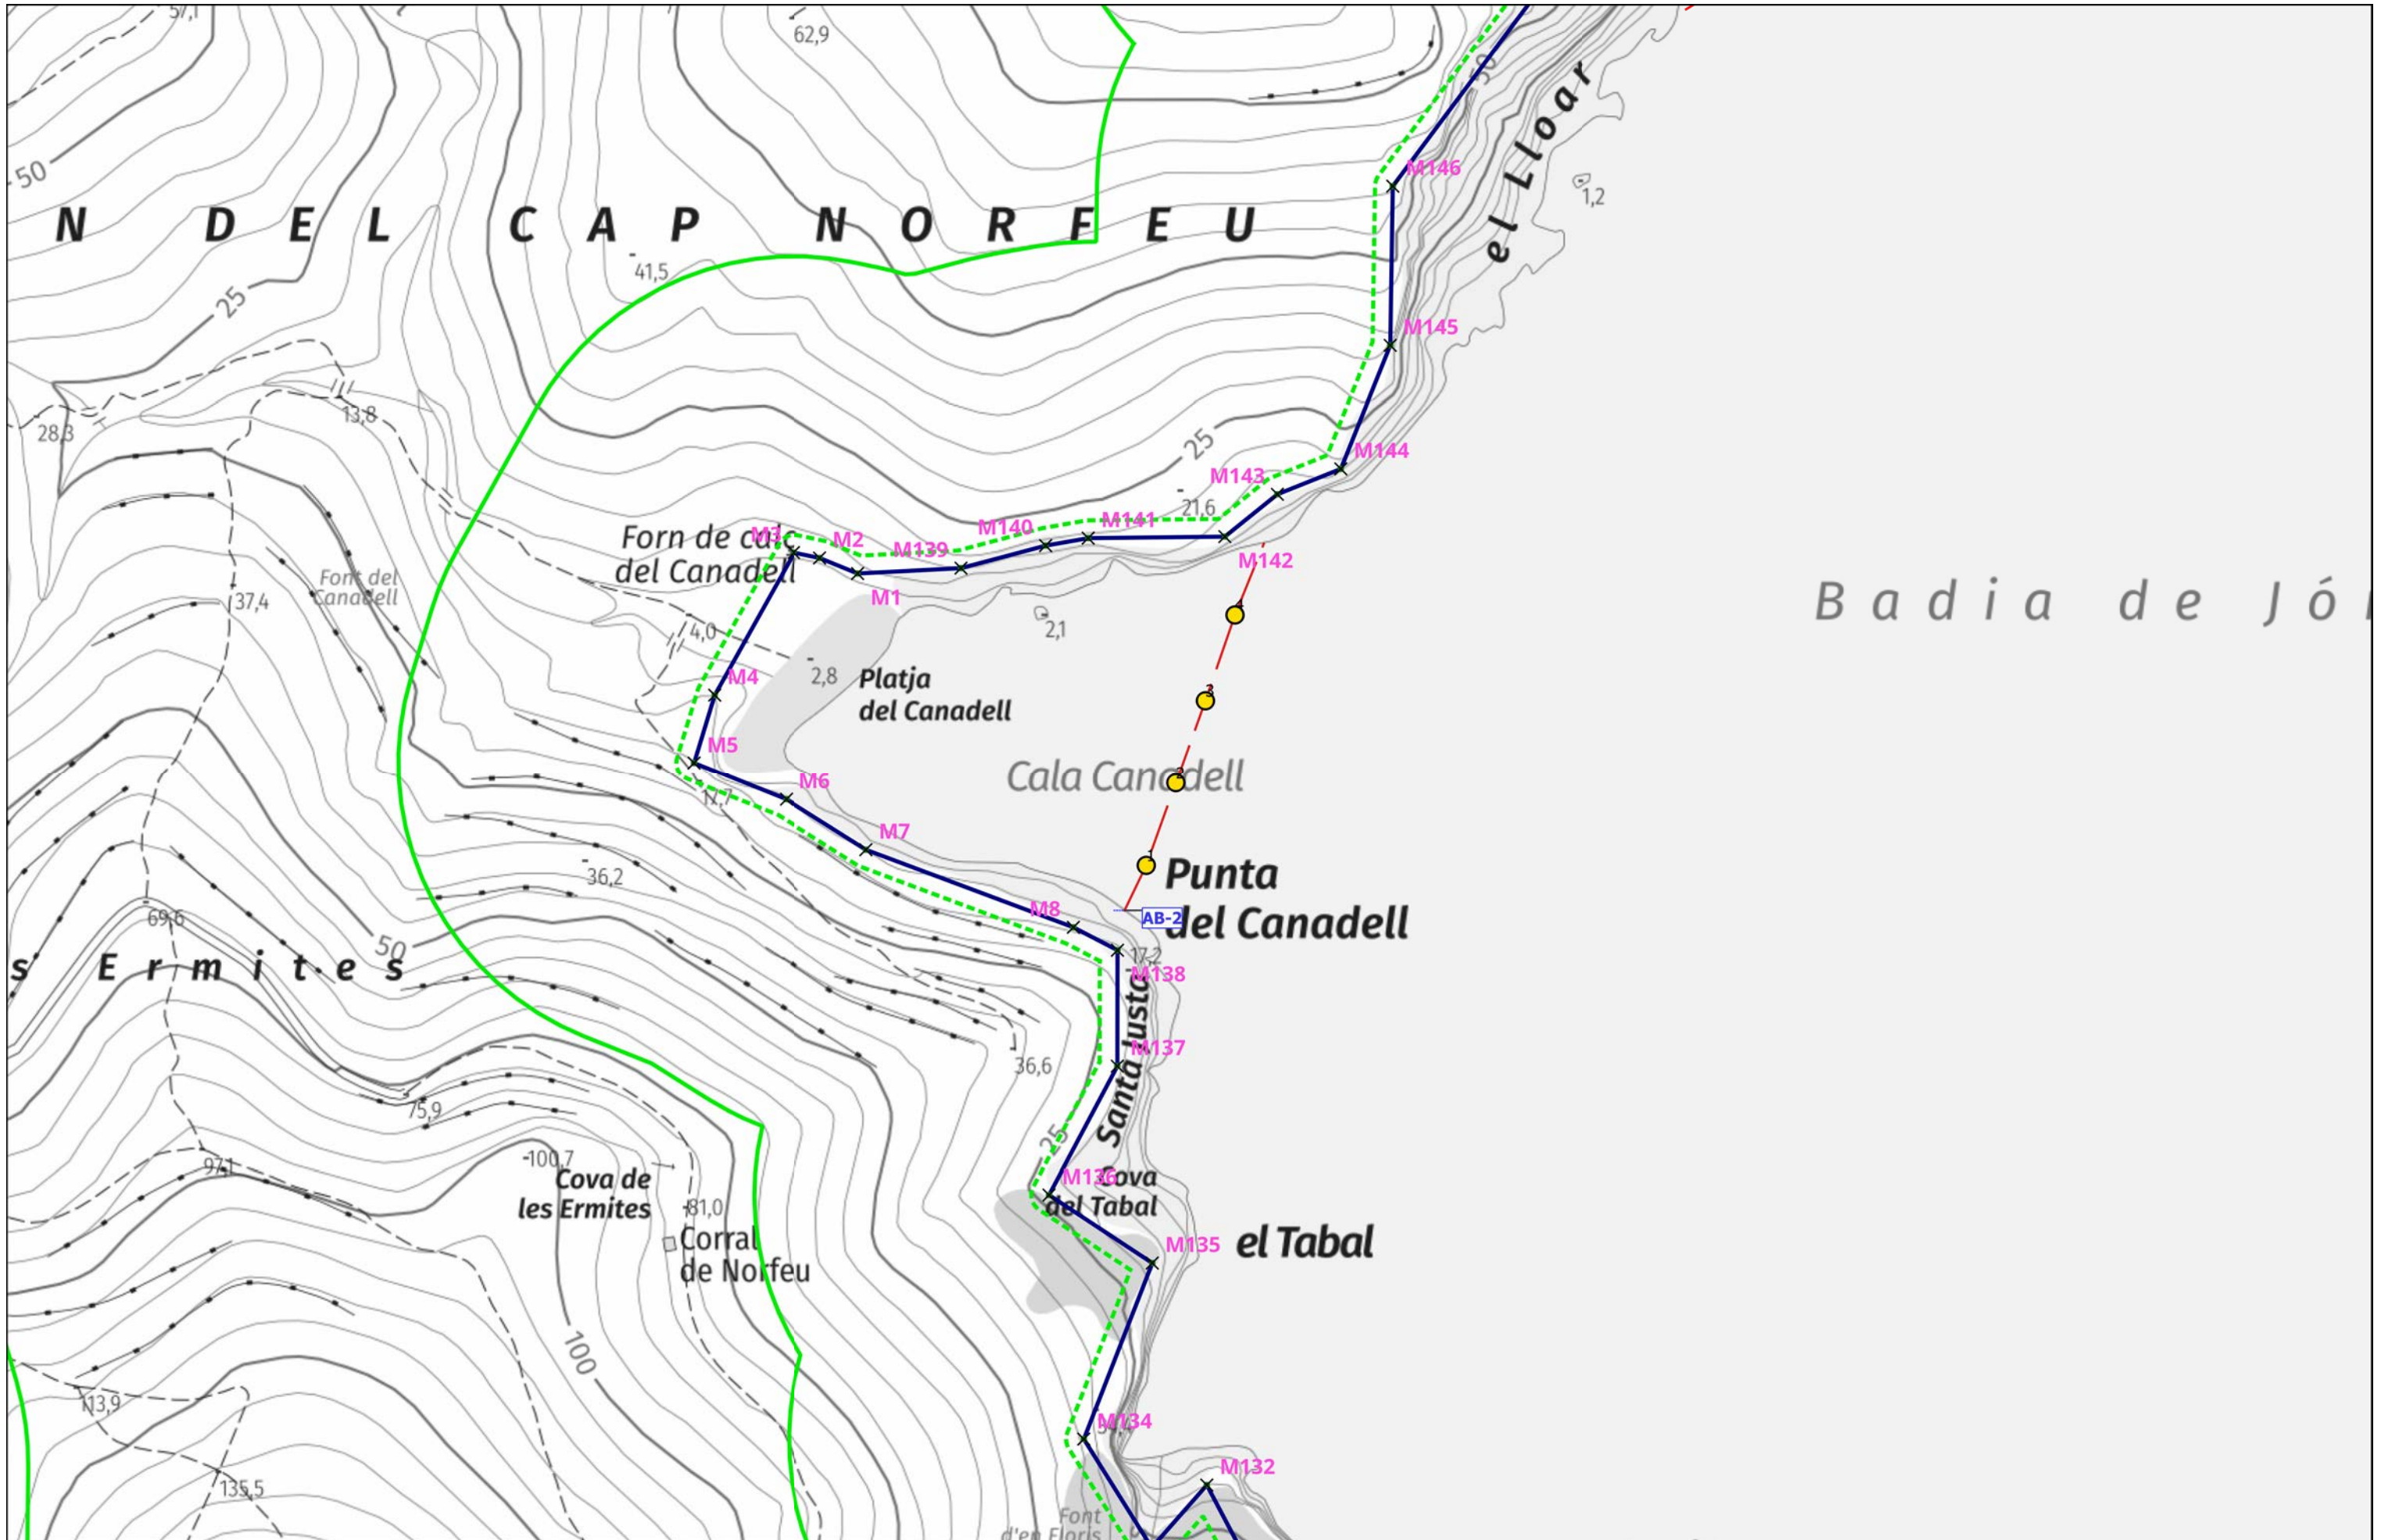 57,1
62,9
50
50
M146
el Lloar
1,2
N DEL CAP NORFEU
41,5
25
M145
13,8
28,3
25
M144
M143
21,6
Forn de calç
del Canadell
M3
M2
M139
M140
M141
M142
Font del
Canadell
37,4
M1
4
2,1
Badia de Jó
4,0
2,8
M4
Platja
del Canadell
3
M5
M6
17,7
Cala Canadell
2
M7
36,2
1
Punta
del Canadell
AB-2
M8
69,6
50
s Ermites
17,2
M138
Santa Justa
M137
36,6
75,9
25
97,1
100,7
Cova de
les Ermites
M136
Cova
del Tabal
81,0
Corral
de Norfeu
M135
el Tabal
100
113,9
M134
M132
135,5
Font
d'en Floris